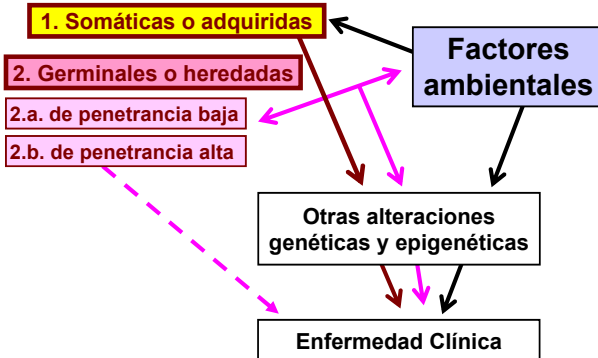 1. Somáticas o adquiridas
Factores
ambientales
2. Germinales o heredadas
2.a. de penetrancia baja
2.b. de penetrancia alta
Otras alteraciones
genéticas y epigenéticas
Enfermedad Clínica